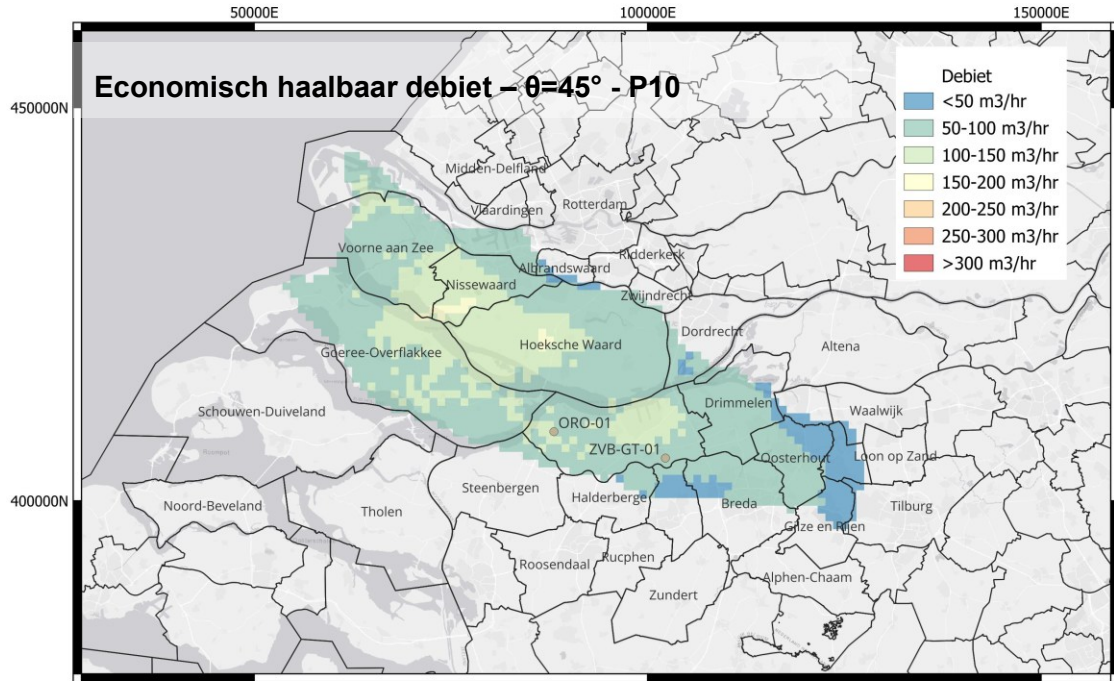 50000E
100000E
150000E
450000N
400000N
Economisch haalbaar debiet – θ=45° - P10
Debiet
<50 m3/hr
50-100 m3/hr
100-150 m3/hr
150-200 m3/hr
200-250 m3/hr
250-300 m3/hr
>300 m3/hr
Midden-Delfland
Vlaardingen
Rotterdam
Voorne aan Zee
Albrandswaard
Ridderkerk
Nissewaard
Zwijndrecht
Dordrecht
Hoeksche Waard
Altena
Goeree-Overflakkee
Schouwen-Duiveland
Drimmelen
Waalwijk
ORO-01
ZVB-GT-01
Oosterhout
Loon op Zand
Steenbergen
Halderberge
Breda
Noord-Beveland
Tholen
Tilburg
Gilze en Rijen
Roosendaal
Rucphen
Alphen-Chaam
Zundert